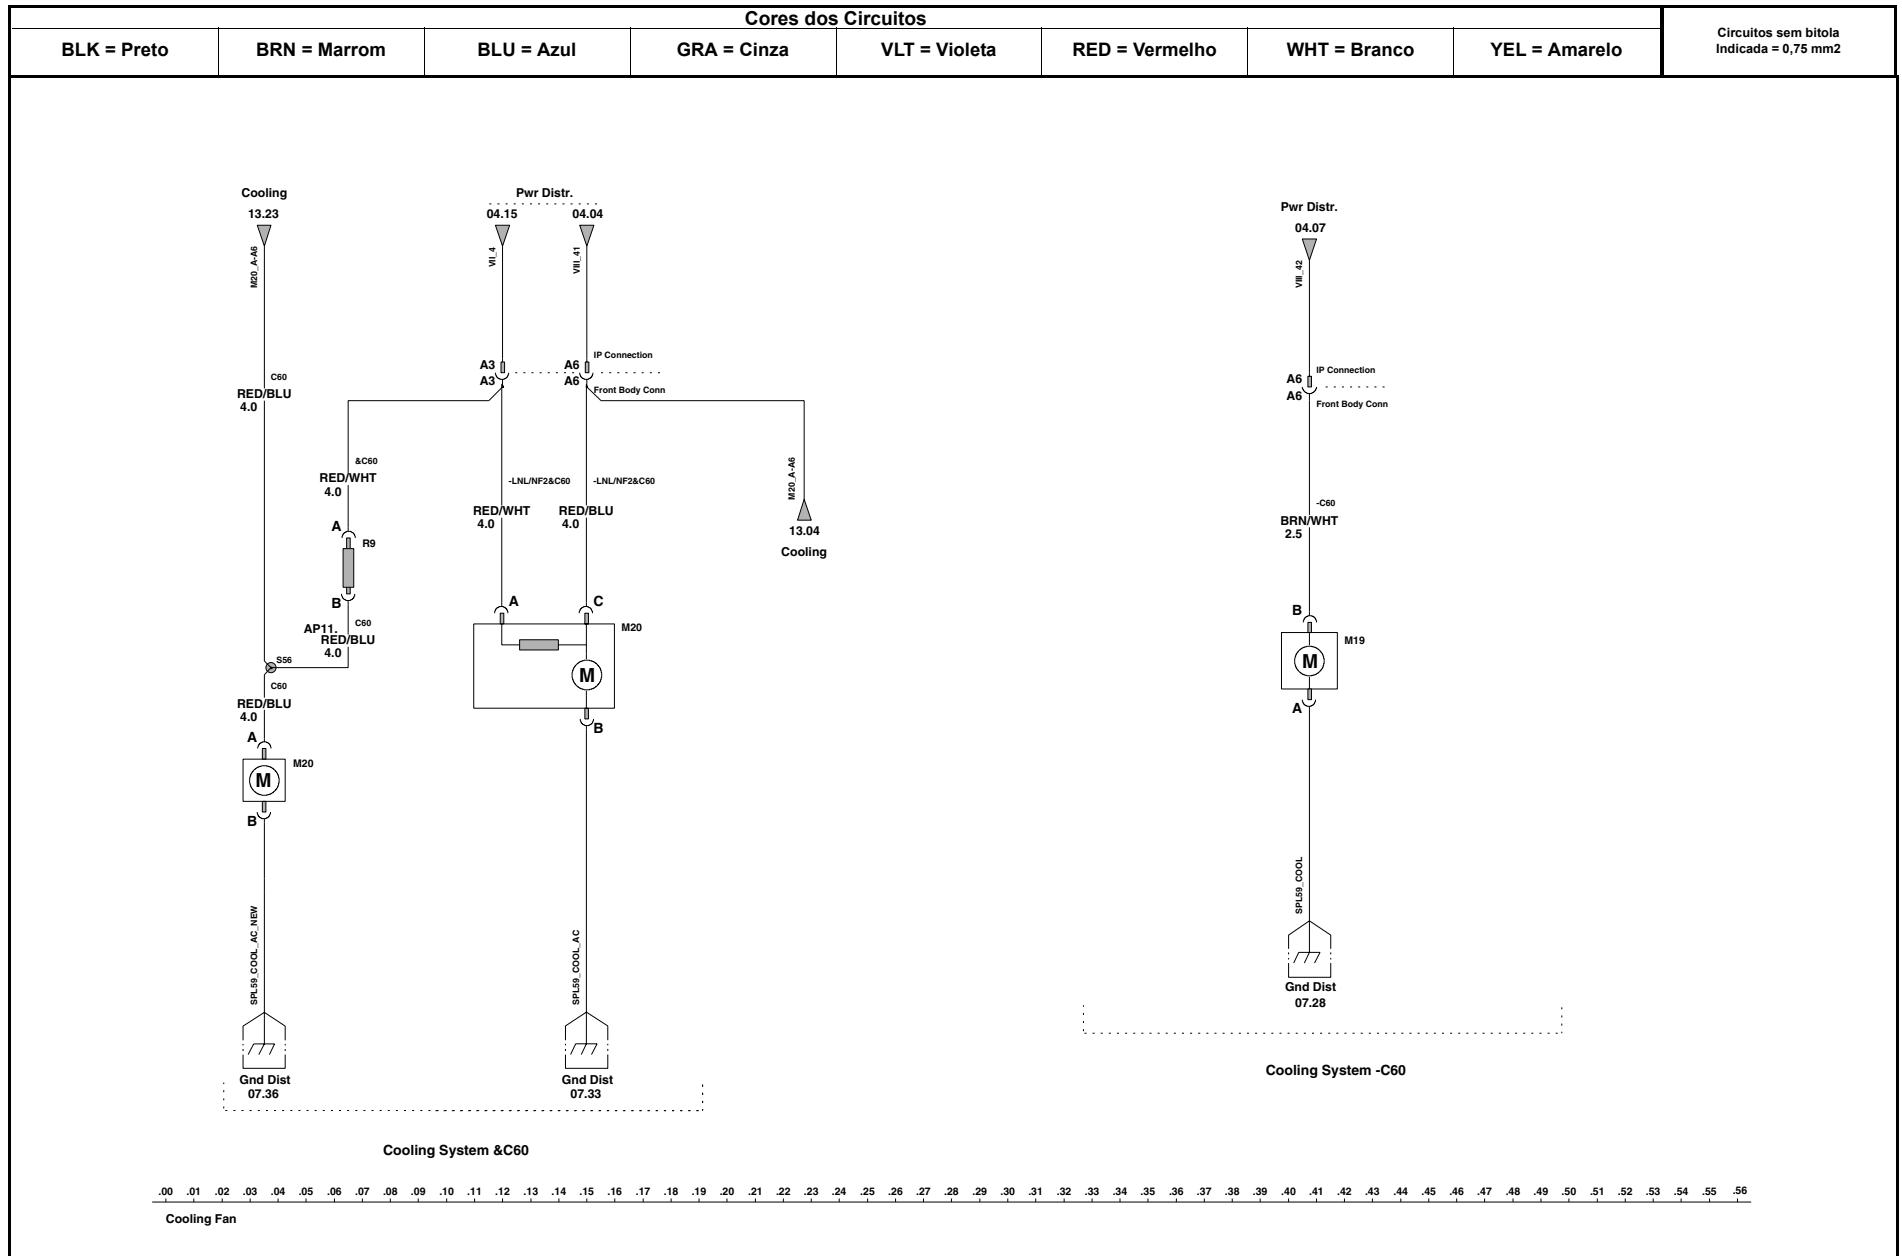 Cores dos Circuitos
BLK = Preto
BRN = Marrom
BLU = Azul
GRA = Cinza
VLT = Violeta
RED = Vermelho
WHT = Branco
YEL = Amarelo
Circuitos sem bitola
Indicada = 0,75 mm2
Cooling
13.23
M20_A-A6
C60
RED/BLU
4.0
Pwr Distr.
04.15
04.04
VII_4
VIII_41
A3
A6
IP Connection
A3
A6
Front Body Conn
&C60
RED/WHT
4.0
A
R9
B
AP11.
C60
RED/BLU
4.0
S56
C60
RED/BLU
4.0
A
M20
M
B
SPL59_COOL_AC_NEW
Gnd Dist
07.36
-LNL/NF2&C60
-LNL/NF2&C60
RED/WHT
4.0
RED/BLU
4.0
M20_A-A6
13.04
Cooling
A
C
M20
M
B
SPL59_COOL_AC
Gnd Dist
07.33
Cooling System &C60
Pwr Distr.
04.07
VIII_42
A6
IP Connection
A6
Front Body Conn
-C60
BRN/WHT
2.5
B
M19
M
A
SPL59_COOL
Gnd Dist
07.28
Cooling System -C60
.00 .01 .02 .03 .04 .05 .06 .07 .08 .09 .10 .11 .12 .13 .14 .15 .16 .17 .18 .19 .20 .21 .22 .23 .24 .25 .26 .27 .28 .29 .30 .31 .32 .33 .34 .35 .36 .37 .38 .39 .40 .41 .42 .43 .44 .45 .46 .47 .48 .49 .50 .51 .52 .53 .54 .55 .56
Cooling Fan